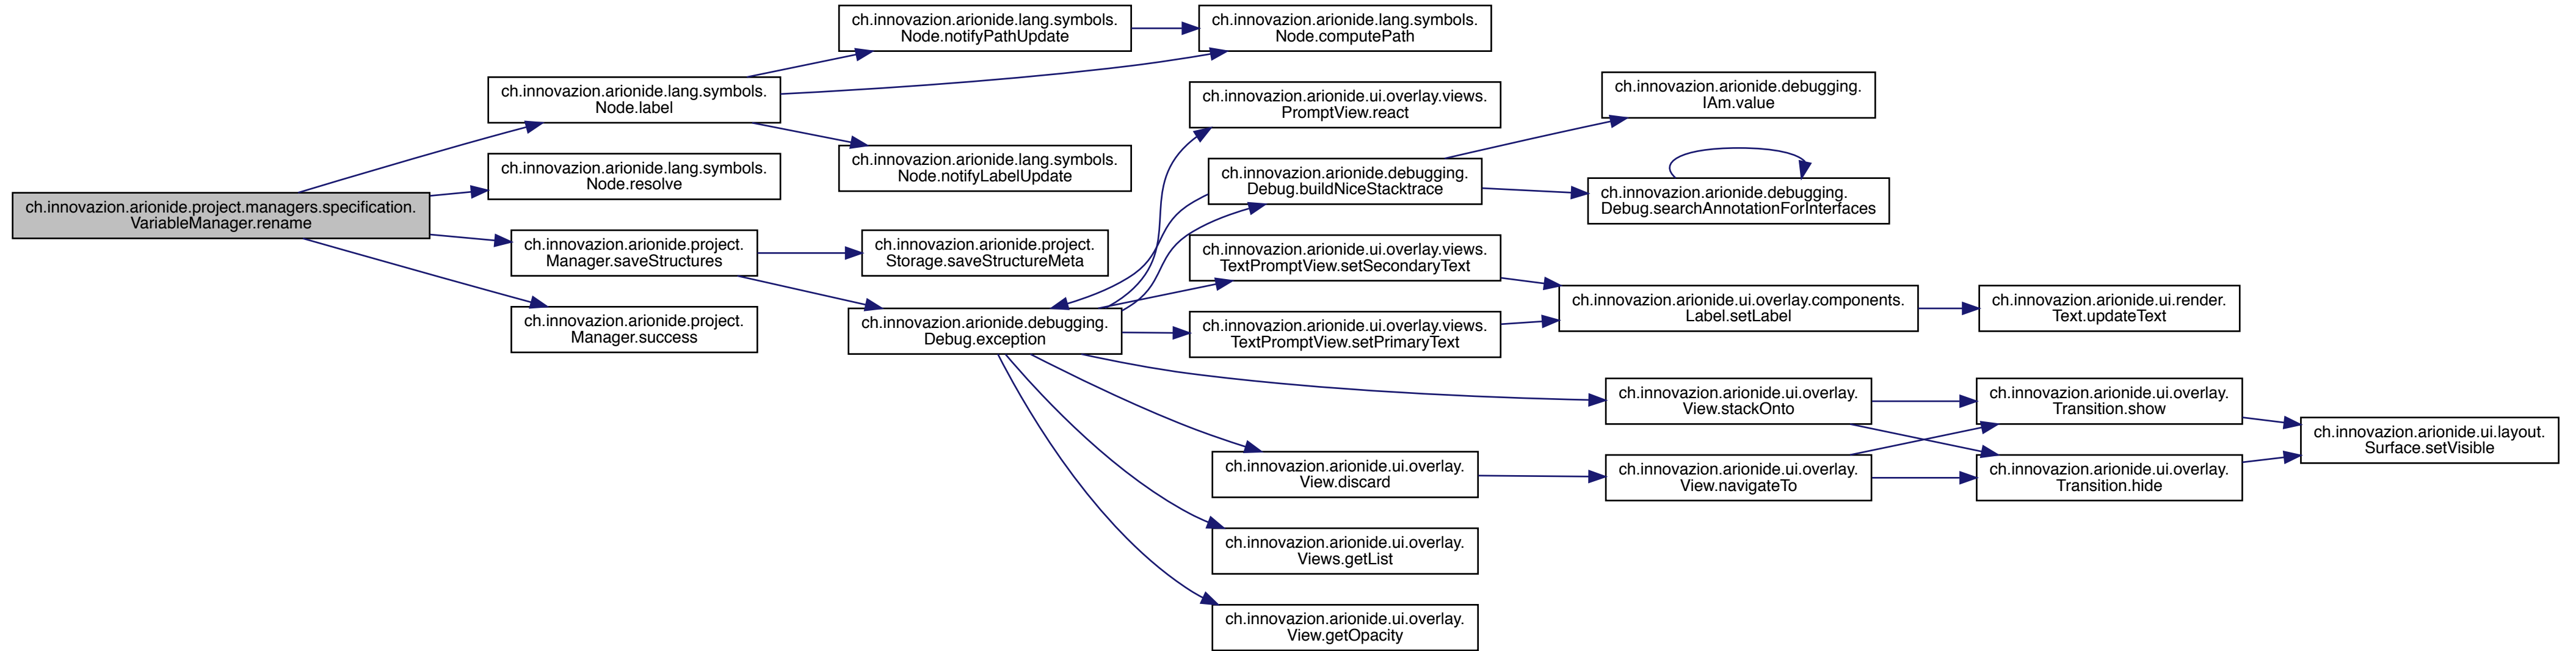 ch.innovazion.arionide.project.managers.specification.
VariableManager.rename
ch.innovazion.arionide.lang.symbols.
Node.label
ch.innovazion.arionide.lang.symbols.
Node.notifyPathUpdate
ch.innovazion.arionide.lang.symbols.
Node.computePath
ch.innovazion.arionide.lang.symbols.
Node.notifyLabelUpdate
ch.innovazion.arionide.lang.symbols.
Node.resolve
ch.innovazion.arionide.project.
Manager.saveStructures
ch.innovazion.arionide.project.
Storage.saveStructureMeta
ch.innovazion.arionide.project.
Manager.success
ch.innovazion.arionide.debugging.
Debug.exception
ch.innovazion.arionide.ui.overlay.views.
PromptView.react
ch.innovazion.arionide.debugging.
Debug.buildNiceStacktrace
ch.innovazion.arionide.debugging.
IAm.value
ch.innovazion.arionide.debugging.
Debug.searchAnnotationForInterfaces
ch.innovazion.arionide.ui.overlay.views.
TextPromptView.setSecondaryText
ch.innovazion.arionide.ui.overlay.views.
TextPromptView.setPrimaryText
ch.innovazion.arionide.ui.overlay.components.
Label.setLabel
ch.innovazion.arionide.ui.render.
Text.updateText
ch.innovazion.arionide.ui.overlay.
View.stackOnto
ch.innovazion.arionide.ui.overlay.
Transition.show
ch.innovazion.arionide.ui.layout.
Surface.setVisible
ch.innovazion.arionide.ui.overlay.
View.discard
ch.innovazion.arionide.ui.overlay.
View.navigateTo
ch.innovazion.arionide.ui.overlay.
Transition.hide
ch.innovazion.arionide.ui.overlay.
Views.getList
ch.innovazion.arionide.ui.overlay.
View.getOpacity